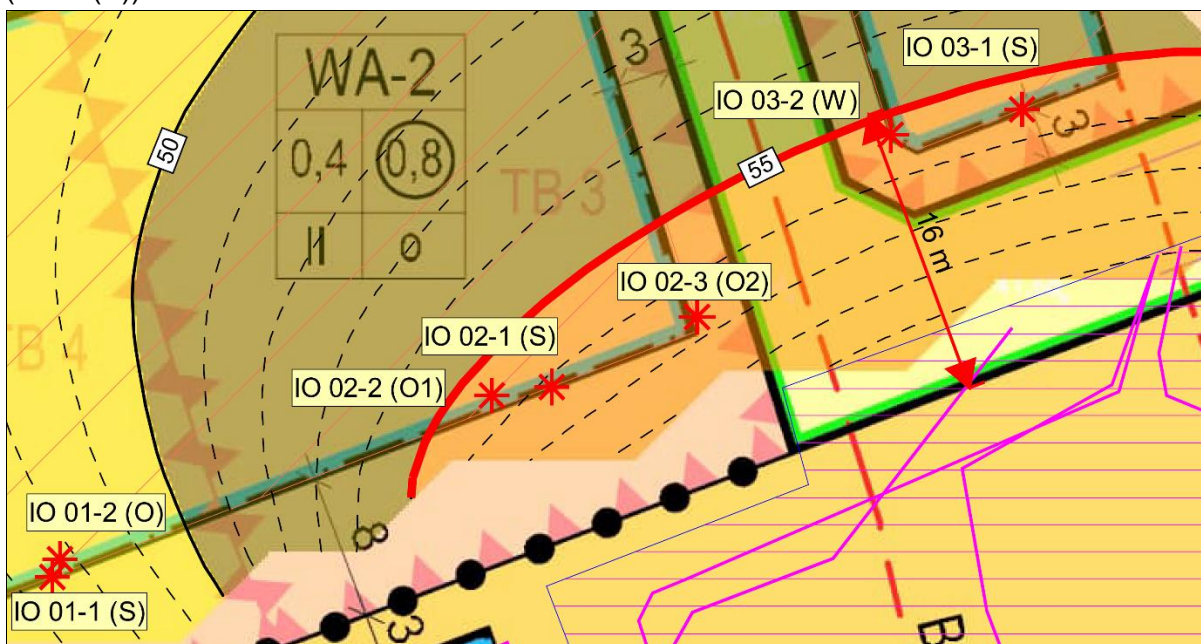 WA-2
0,4
0,8
II
o
3
IO 03-1 (S)
IO 03-2 (W)
3
50
55
TB 3
16 m
IO 02-3 (O2)
TB 4
IO 02-1 (S)
IO 02-2 (O1)
IO 01-2 (O)
8
IO 01-1 (S)
3
B